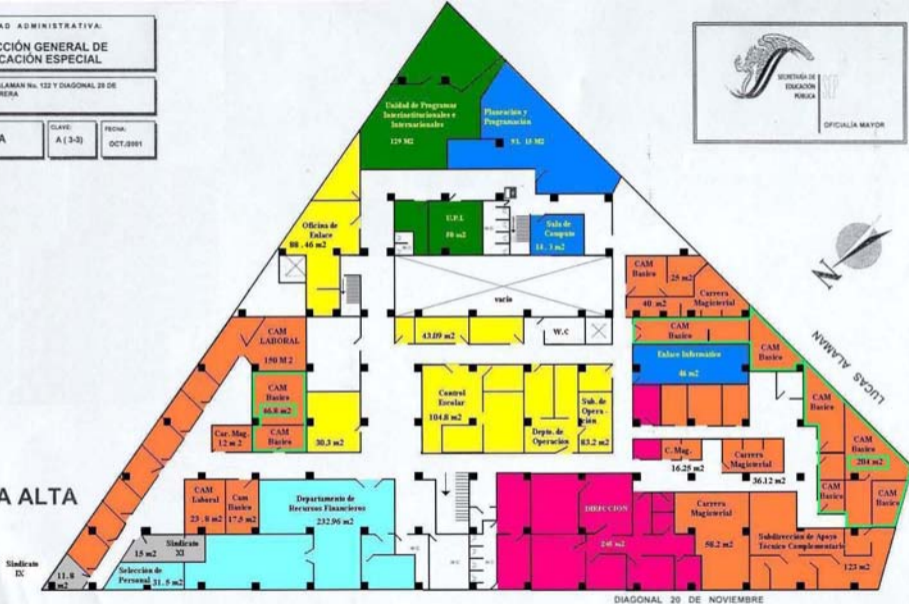 AD ADMINISTRATIVA:
CCIÓN GENERAL DE
CACIÓN ESPECIAL
ALAMAN No. 122 Y DIAGONAL 20 DE
RERA
A
CLAVE:
A ( 3-3)
FECHA:
OCT./2001
SECRETARÍA DE
EDUCACIÓN
PÚBLICA
OFICIALÍA MAYOR
Unidad de Programas
Interinstitucionales e
Internacionales
129 M2
Planeación y
Programación
93. 15 M2
Oficina de
Enlace
88 . 46 m2
U.P.I.
Sala de
Computo
14 . 3 m2
vacio
W.C
N
LUCAS ALAMAN
CAM
Basico
25 m2
40. m2
Carrera
Magisterial
CAM
Basico
CAM
Basico
Enlace Informático
46 m2
CAM
LABORAL
150 M 2
43.09 m2
CAM
Basico
46.8 m2
CAM
Basico
Car. Mag.
12 m 2
30.3 m2
Control
Escolar
104.8 m2
Depto. de
Operación
Sub. de
Opera -
ción
83.2 m2
CAM
Basico
CAM
Basico
204 m2
CAM
Basico
CAM
Basico
C. Mag.
16.25 m2
Carrera
Magisterial
36.12 m2
A ALTA
CAM
Laboral
23 . 8 m2
Cam
Basico
17.5 m2
Departamento de
Recursos Financieros
232.96 m2
DIRECCION
246 m2
Carrera
Magisterial
50.2 m2
Subdirección de Apoyo
Técnico Complementario
123 m2
Sindicato
XI
15 m2
Sindicato
IX
11. 8
m2
Selección de
Personal
31. 5 m2
DIAGONAL 20 DE NOVIEMBRE